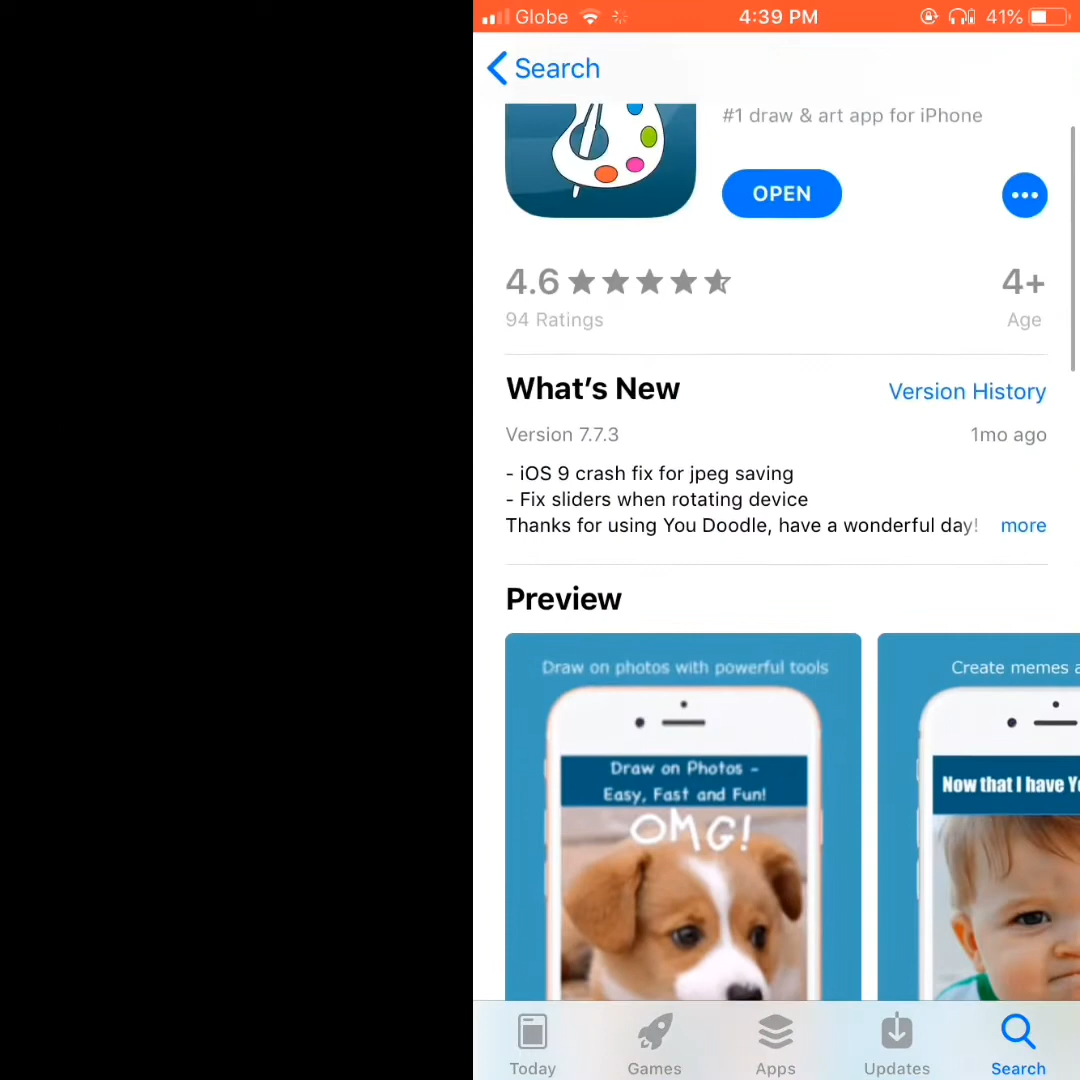 Globe 4:39 PM 41%
Search
#1 draw & art app for iPhone
OPEN
4.6 4+
94 Ratings Age
What's New Version History
Version 7.7.3 1mo ago
- iOS 9 crash fix for jpeg saving
- Fix sliders when rotating device
Thanks for using You Doodle, have a wonderful day! more
Preview
Draw on photos with powerful tools
Draw on Photos -
Easy, Fast and Fun!
OMG!
Create memes
Now that I have
Today Games Apps Updates Search